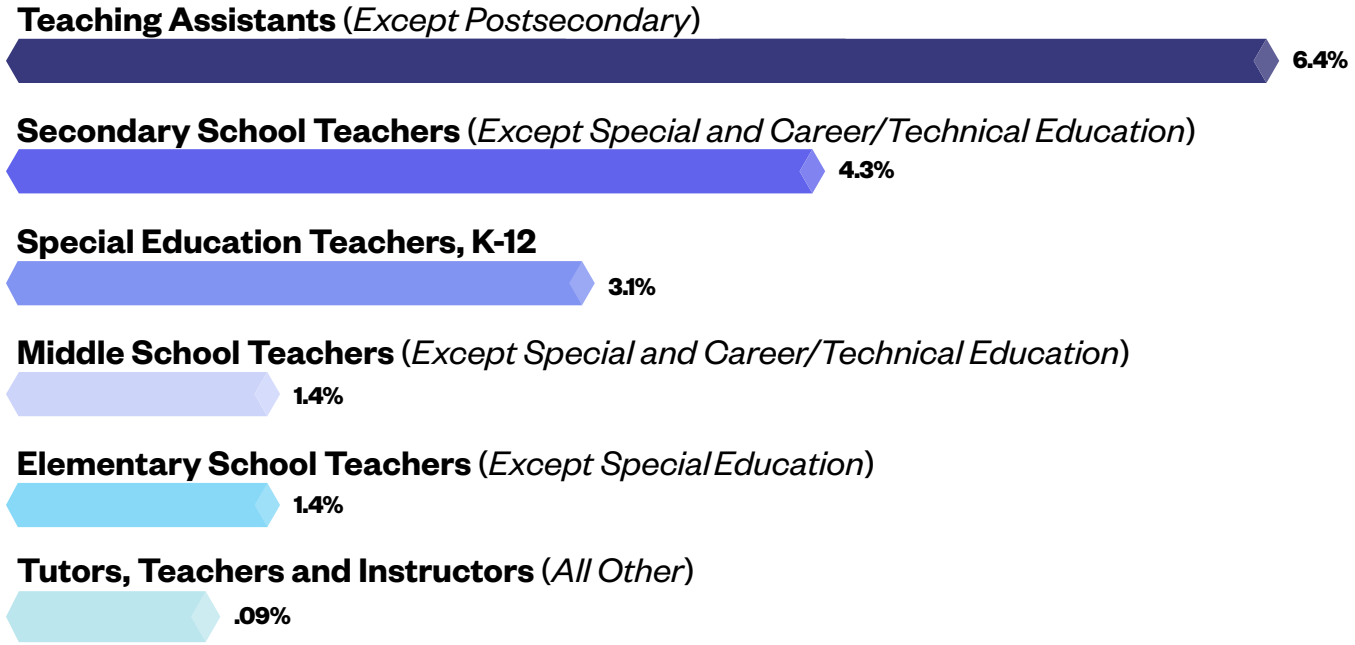 Teaching Assistants (Except Postsecondary)
6.4%
Secondary School Teachers (Except Special and Career/Technical Education)
4.3%
Special Education Teachers, K-12
3.1%
Middle School Teachers (Except Special and Career/Technical Education)
1.4%
Elementary School Teachers (Except Special Education)
1.4%
Tutors, Teachers and Instructors (All Other)
.09%